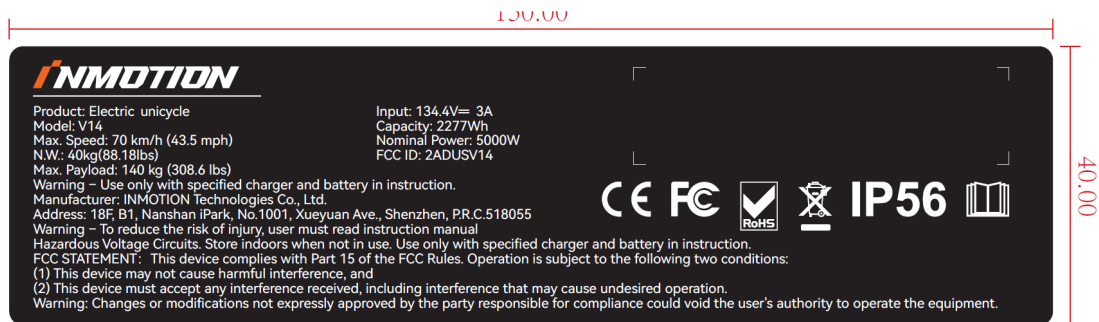 150.00
INMOTION
Product: Electric unicycle
Model: V14
Max. Speed: 70 km/h (43.5 mph)
N.W.: 40kg(88.18lbs)
Max. Payload: 140 kg (308.6 lbs)
Input: 134.4V⎓ 3A
Capacity: 2277Wh
Nominal Power: 5000W
FCC ID: 2ADUSV14
Warning – Use only with specified charger and battery in instruction.
Manufacturer: INMOTION Technologies Co., Ltd.
Address: 18F, B1, Nanshan iPark, No.1001, Xueyuan Ave., Shenzhen, P.R.C.518055
Warning – To reduce the risk of injury, user must read instruction manual
Hazardous Voltage Circuits. Store indoors when not in use. Use only with specified charger and battery in instruction.
FCC STATEMENT: This device complies with Part 15 of the FCC Rules. Operation is subject to the following two conditions:
(1) This device may not cause harmful interference, and
(2) This device must accept any interference received, including interference that may cause undesired operation.
Warning: Changes or modifications not expressly approved by the party responsible for compliance could void the user's authority to operate the equipment.
CE FC RoHS IP56
40.00